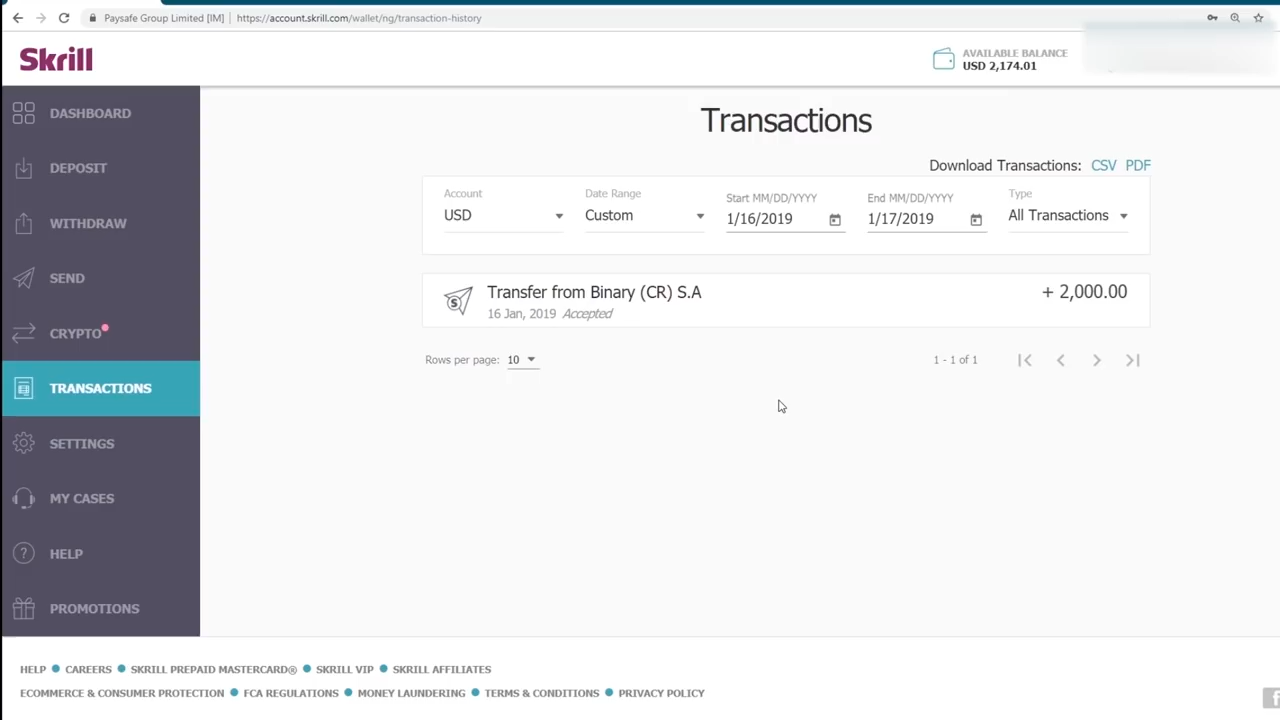 Paysafe Group Limited [IM] | https://account.skrill.com/wallet/ng/transaction-history
Skrill
AVAILABLE BALANCE
USD 2,174.01
DASHBOARD
DEPOSIT
WITHDRAW
SEND
CRYPTO
TRANSACTIONS
SETTINGS
MY CASES
HELP
PROMOTIONS
Transactions
Download Transactions: CSV PDF
Account Date Range Start MM/DD/YYYY End MM/DD/YYYY Type
USD Custom 1/16/2019 1/17/2019 All Transactions
Transfer from Binary (CR) S.A + 2,000.00
16 Jan, 2019 Accepted
Rows per page: 10 1 - 1 of 1
HELP CAREERS SKRILL PREPAID MASTERCARD® SKRILL VIP SKRILL AFFILIATES
ECOMMERCE & CONSUMER PROTECTION FCA REGULATIONS MONEY LAUNDERING TERMS & CONDITIONS PRIVACY POLICY